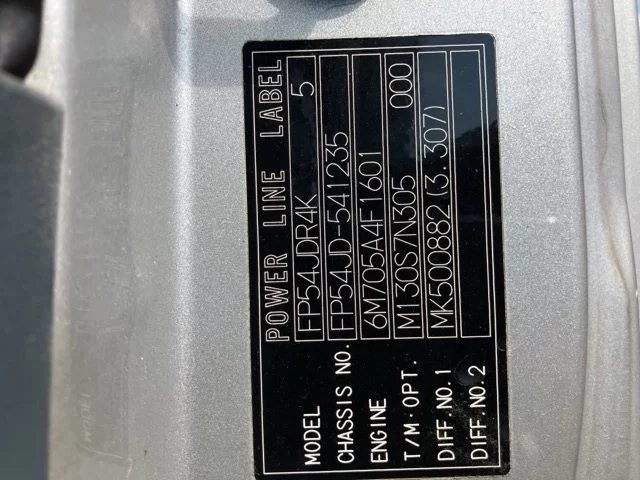 POWER LINE LABEL
MODEL FP54JDR4K 5
CHASSIS NO. FP54JD-541235
ENGINE 6M705A4F1601
T/M·OPT. M130S7N305 000
DIFF.NO.1 MK500882(3.307)
DIFF.NO.2